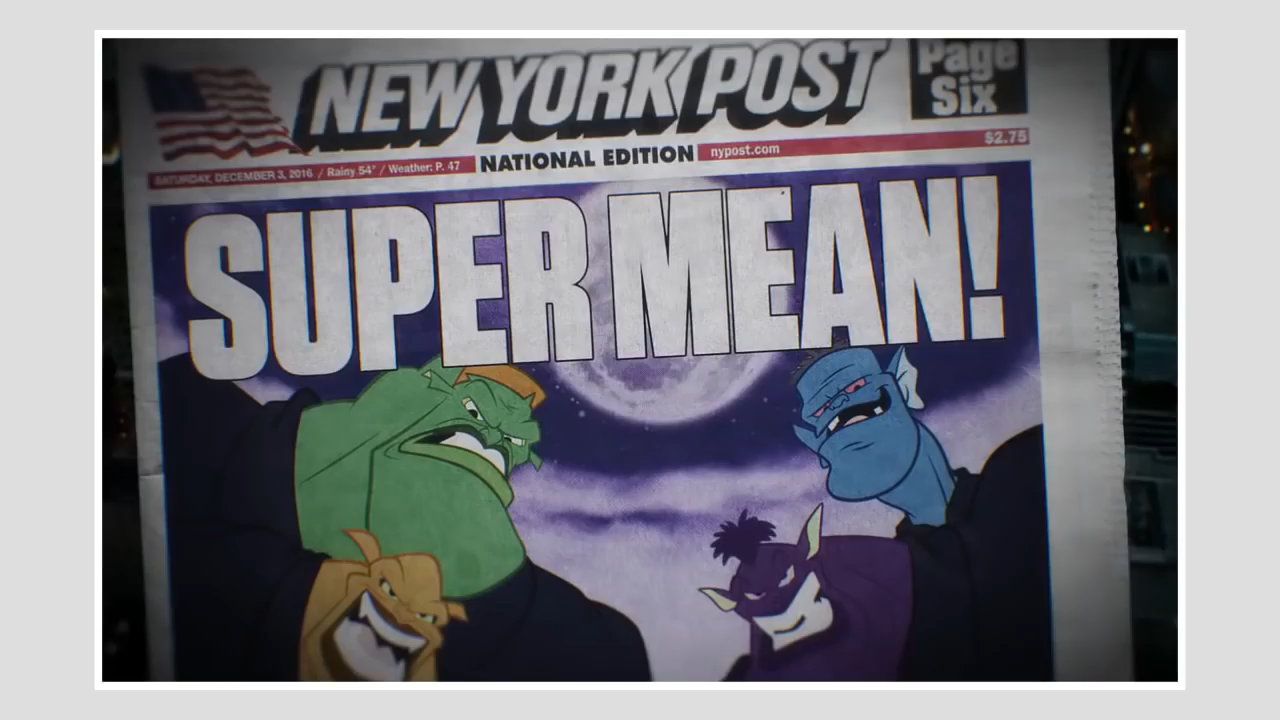 NEW YORK POST
Page
Six
SATURDAY, DECEMBER 3, 2016 / Rainy 54° / Weather: P. 47
NATIONAL EDITION
nypost.com
$2.75
SUPER MEAN!